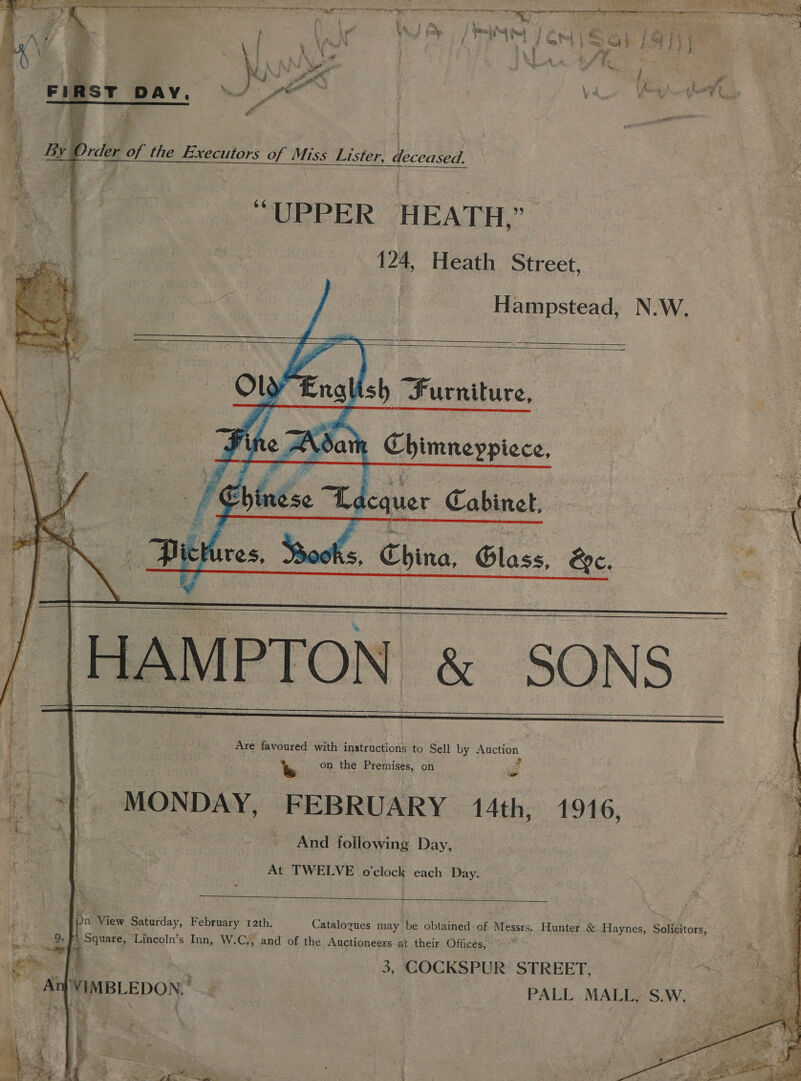 FIRST DAY.
By Order of the Executors of Miss Lister, deceased.
“UPPER HEATH,”
124, Heath Street,
Hampstead, N.W.
Old English Furniture,
Fine Adam Chimneypiece,
Chinese Lacquer Cabinet,
Pictures, Books, China, Glass, &c.
HAMPTON & SONS
Are favoured with instructions to Sell by Auction
on the Premises, on
MONDAY, FEBRUARY 14th, 1916,
And following Day,
At TWELVE o'clock each Day.
On View Saturday, February 12th. Catalogues may be obtained of Messrs. Hunter & Haynes, Solicitors,
9, Square, Lincoln's Inn, W.C., and of the Auctioneers at their Offices,
3, COCKSPUR STREET,
An WIMBLEDON. PALL MALL, S.W.